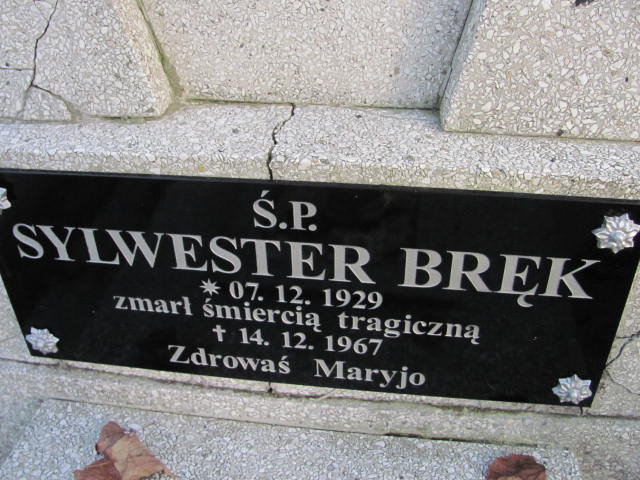 Ś.P.
SYLWESTER BRĘK
✷ 07. 12. 1929
zmarł śmiercią tragiczną
† 14. 12. 1967
Zdrowaś Maryjo